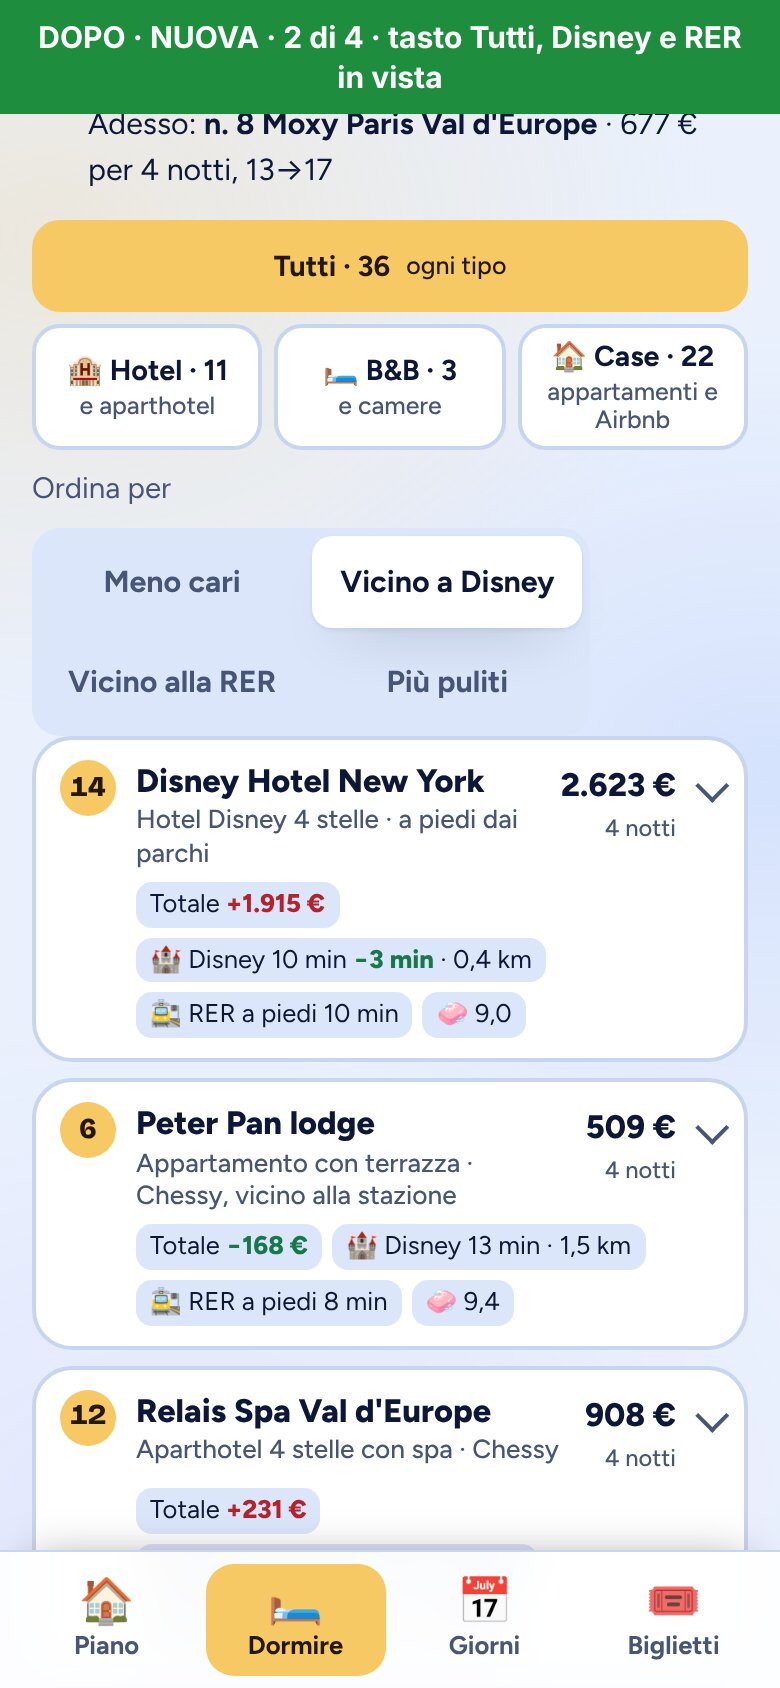 DOPO · NUOVA · 2 di 4 · tasto Tutti, Disney e RER
in vista
Adesso: n. 8 Moxy Paris Val d'Europe · 677 €
per 4 notti, 13→17
Tutti · 36 ogni tipo
Hotel · 11
e aparthotel
B&B · 3
e camere
Case · 22
appartamenti e
Airbnb
Ordina per
Meno cari
Vicino a Disney
Vicino alla RER
Più puliti
14
Disney Hotel New York
2.623 €
Hotel Disney 4 stelle · a piedi dai
parchi
4 notti
Totale +1.915 €
Disney 10 min −3 min · 0,4 km
RER a piedi 10 min
9,0
6
Peter Pan lodge
509 €
Appartamento con terrazza ·
Chessy, vicino alla stazione
4 notti
Totale −168 €
Disney 13 min · 1,5 km
RER a piedi 8 min
9,4
12
Relais Spa Val d'Europe
908 €
Aparthotel 4 stelle con spa · Chessy
4 notti
Totale +231 €
Piano
Dormire
July
17
Giorni
Biglietti